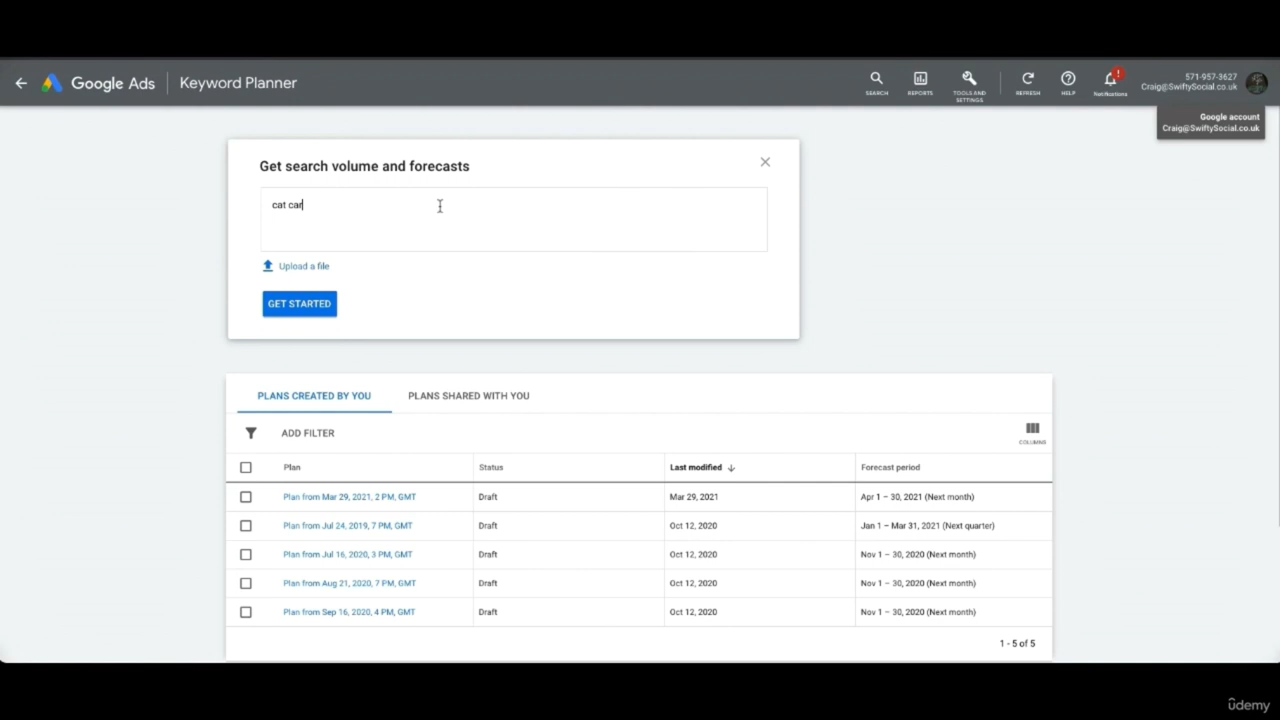 Google Ads
Keyword Planner
SEARCH
REPORTS
TOOLS AND
SETTINGS
REFRESH
HELP
!
Notifications
571-957-3627
Craig@SwiftySocial.co.uk
Google account
Craig@SwiftySocial.co.uk
Get search volume and forecasts
cat car
Upload a file
GET STARTED
PLANS CREATED BY YOU
PLANS SHARED WITH YOU
ADD FILTER
COLUMNS
Plan Status Last modified Forecast period
Plan from Mar 29, 2021, 2 PM, GMT Draft Mar 29, 2021 Apr 1 – 30, 2021 (Next month)
Plan from Jul 24, 2019, 7 PM, GMT Draft Oct 12, 2020 Jan 1 – Mar 31, 2021 (Next quarter)
Plan from Jul 16, 2020, 3 PM, GMT Draft Oct 12, 2020 Nov 1 – 30, 2020 (Next month)
Plan from Aug 21, 2020, 7 PM, GMT Draft Oct 12, 2020 Nov 1 – 30, 2020 (Next month)
Plan from Sep 16, 2020, 4 PM, GMT Draft Oct 12, 2020 Nov 1 – 30, 2020 (Next month)
1 - 5 of 5
ûdemy